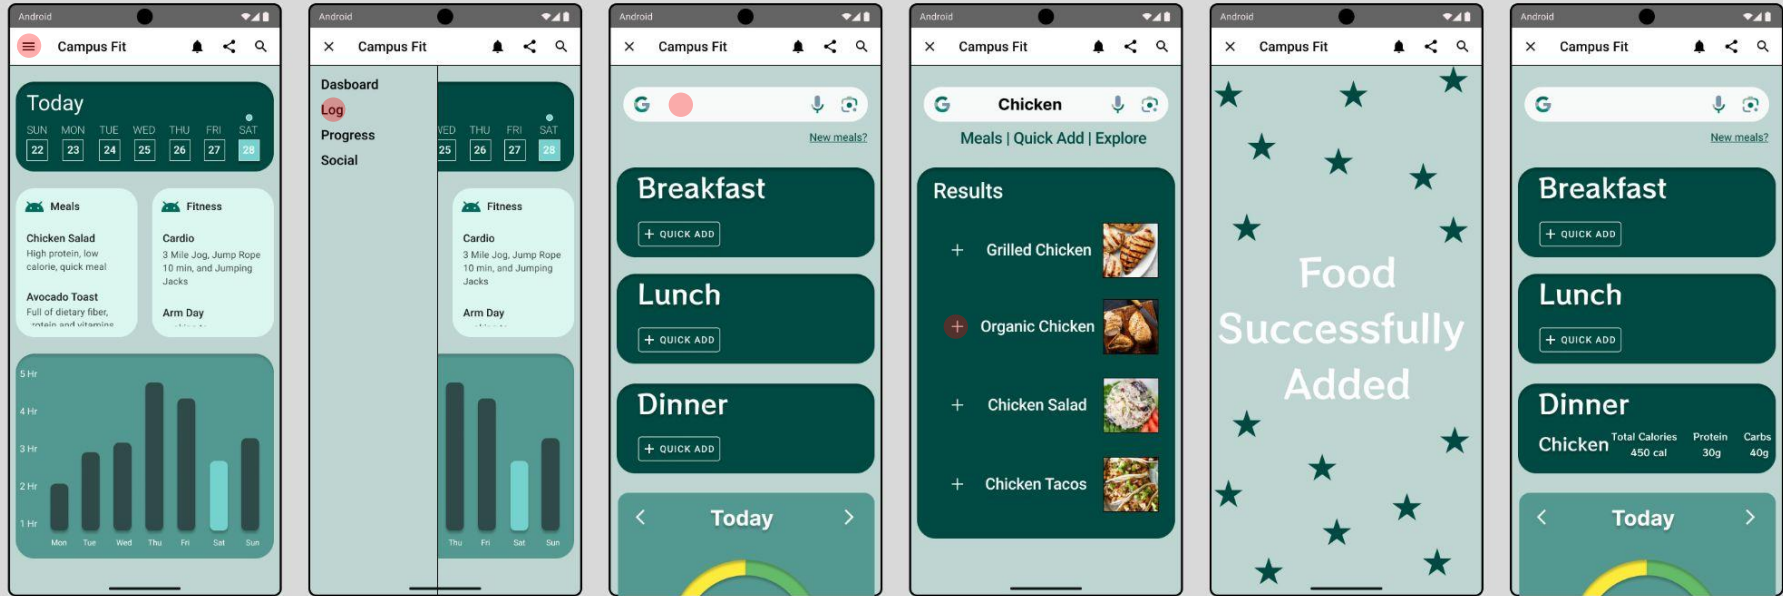 Android
Campus Fit
Today
SUN MON TUE WED THU FRI SAT
22 23 24 25 26 27 28
Meals
Chicken Salad
High protein, low
calorie, quick meal
Avocado Toast
Full of dietary fiber,
protein and vitamins
Fitness
Cardio
3 Mile Jog, Jump Rope
10 min, and Jumping
Jacks
Arm Day
5 Hr
4 Hr
3 Hr
2 Hr
1 Hr
Mon Tue Wed Thu Fri Sat Sun
Android
Campus Fit
Dasboard
Log
Progress
Social
VED THU FRI SAT
25 26 27 28
Fitness
Cardio
3 Mile Jog, Jump Rope
10 min, and Jumping
Jacks
Arm Day
Thu Fri Sat Sun
Android
Campus Fit
G
New meals?
Breakfast
+ QUICK ADD
Lunch
+ QUICK ADD
Dinner
+ QUICK ADD
Today
Android
Campus Fit
G Chicken
Meals | Quick Add | Explore
Results
+ Grilled Chicken
+ Organic Chicken
+ Chicken Salad
+ Chicken Tacos
Android
Campus Fit
Food
Successfully
Added
Android
Campus Fit
G
New meals?
Breakfast
+ QUICK ADD
Lunch
+ QUICK ADD
Dinner
Chicken Total Calories Protein Carbs
450 cal 30g 40g
Today